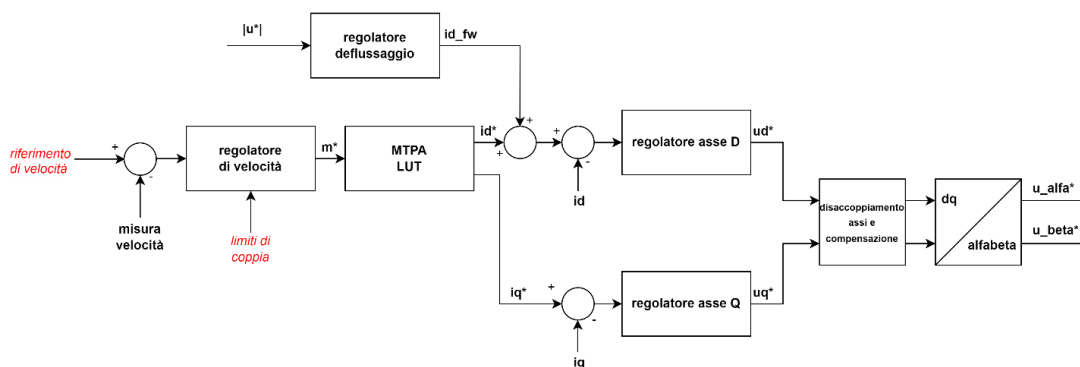 |u*|
regolatore
deflussaggio
id_fw
+
riferimento
di velocità
+
-
misura
velocità
regolatore
di velocità
limiti di
coppia
m*
MTPA
LUT
id*
+
+
-
id
regolatore asse D
ud*
iq*
+
-
iq
regolatore asse Q
uq*
disaccoppiamento
assi e
compensazione
dq
alfabeta
u_alfa*
u_beta*